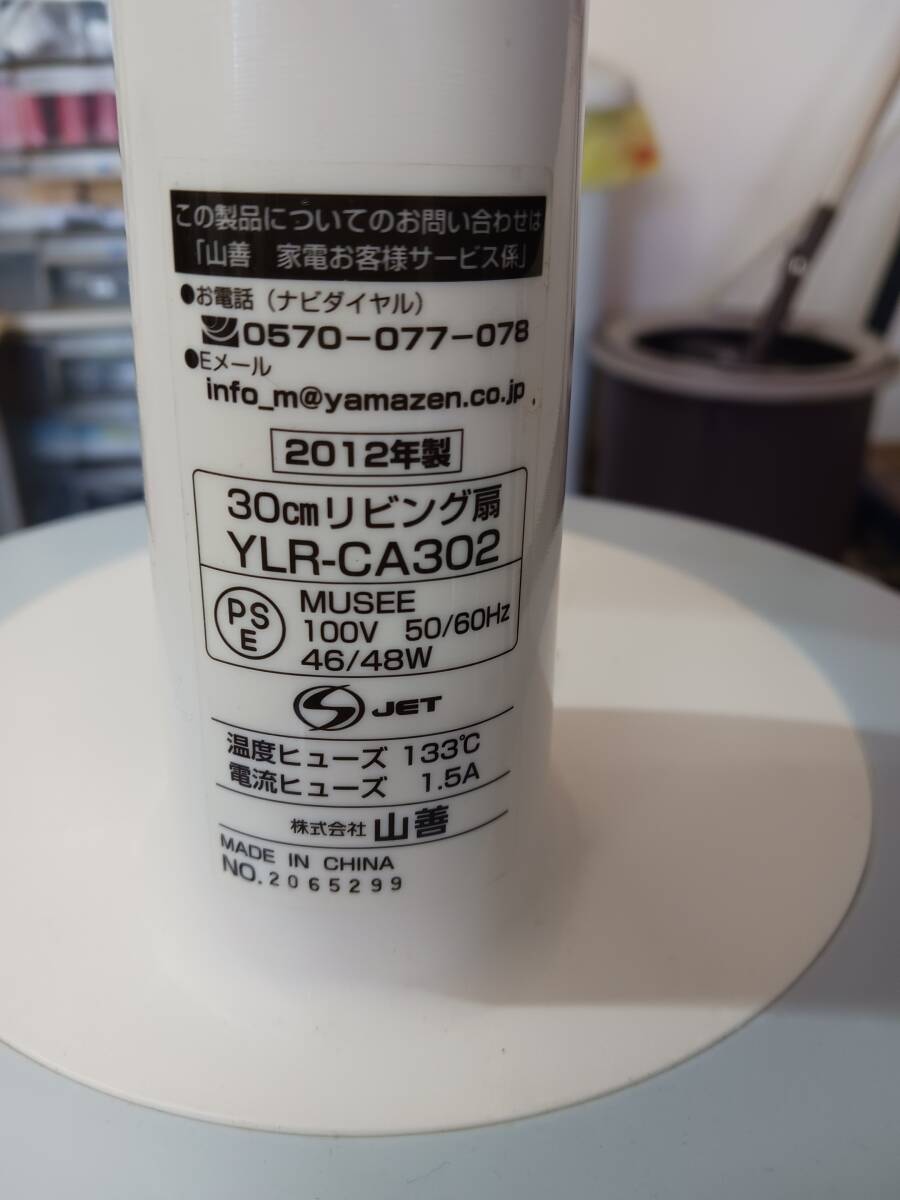 この製品についてのお問い合わせは
「山善 家電お客様サービス係」
●お電話（ナビダイヤル）
0570-077-078
●Eメール
info_m@yamazen.co.jp
2012年製
30cmリビング扇
YLR-CA302
PS
E
MUSEE
100V 50/60Hz
46/48W
S JET
温度ヒューズ 133℃
電流ヒューズ 1.5A
株式会社 山善
MADE IN CHINA
NO.2065299